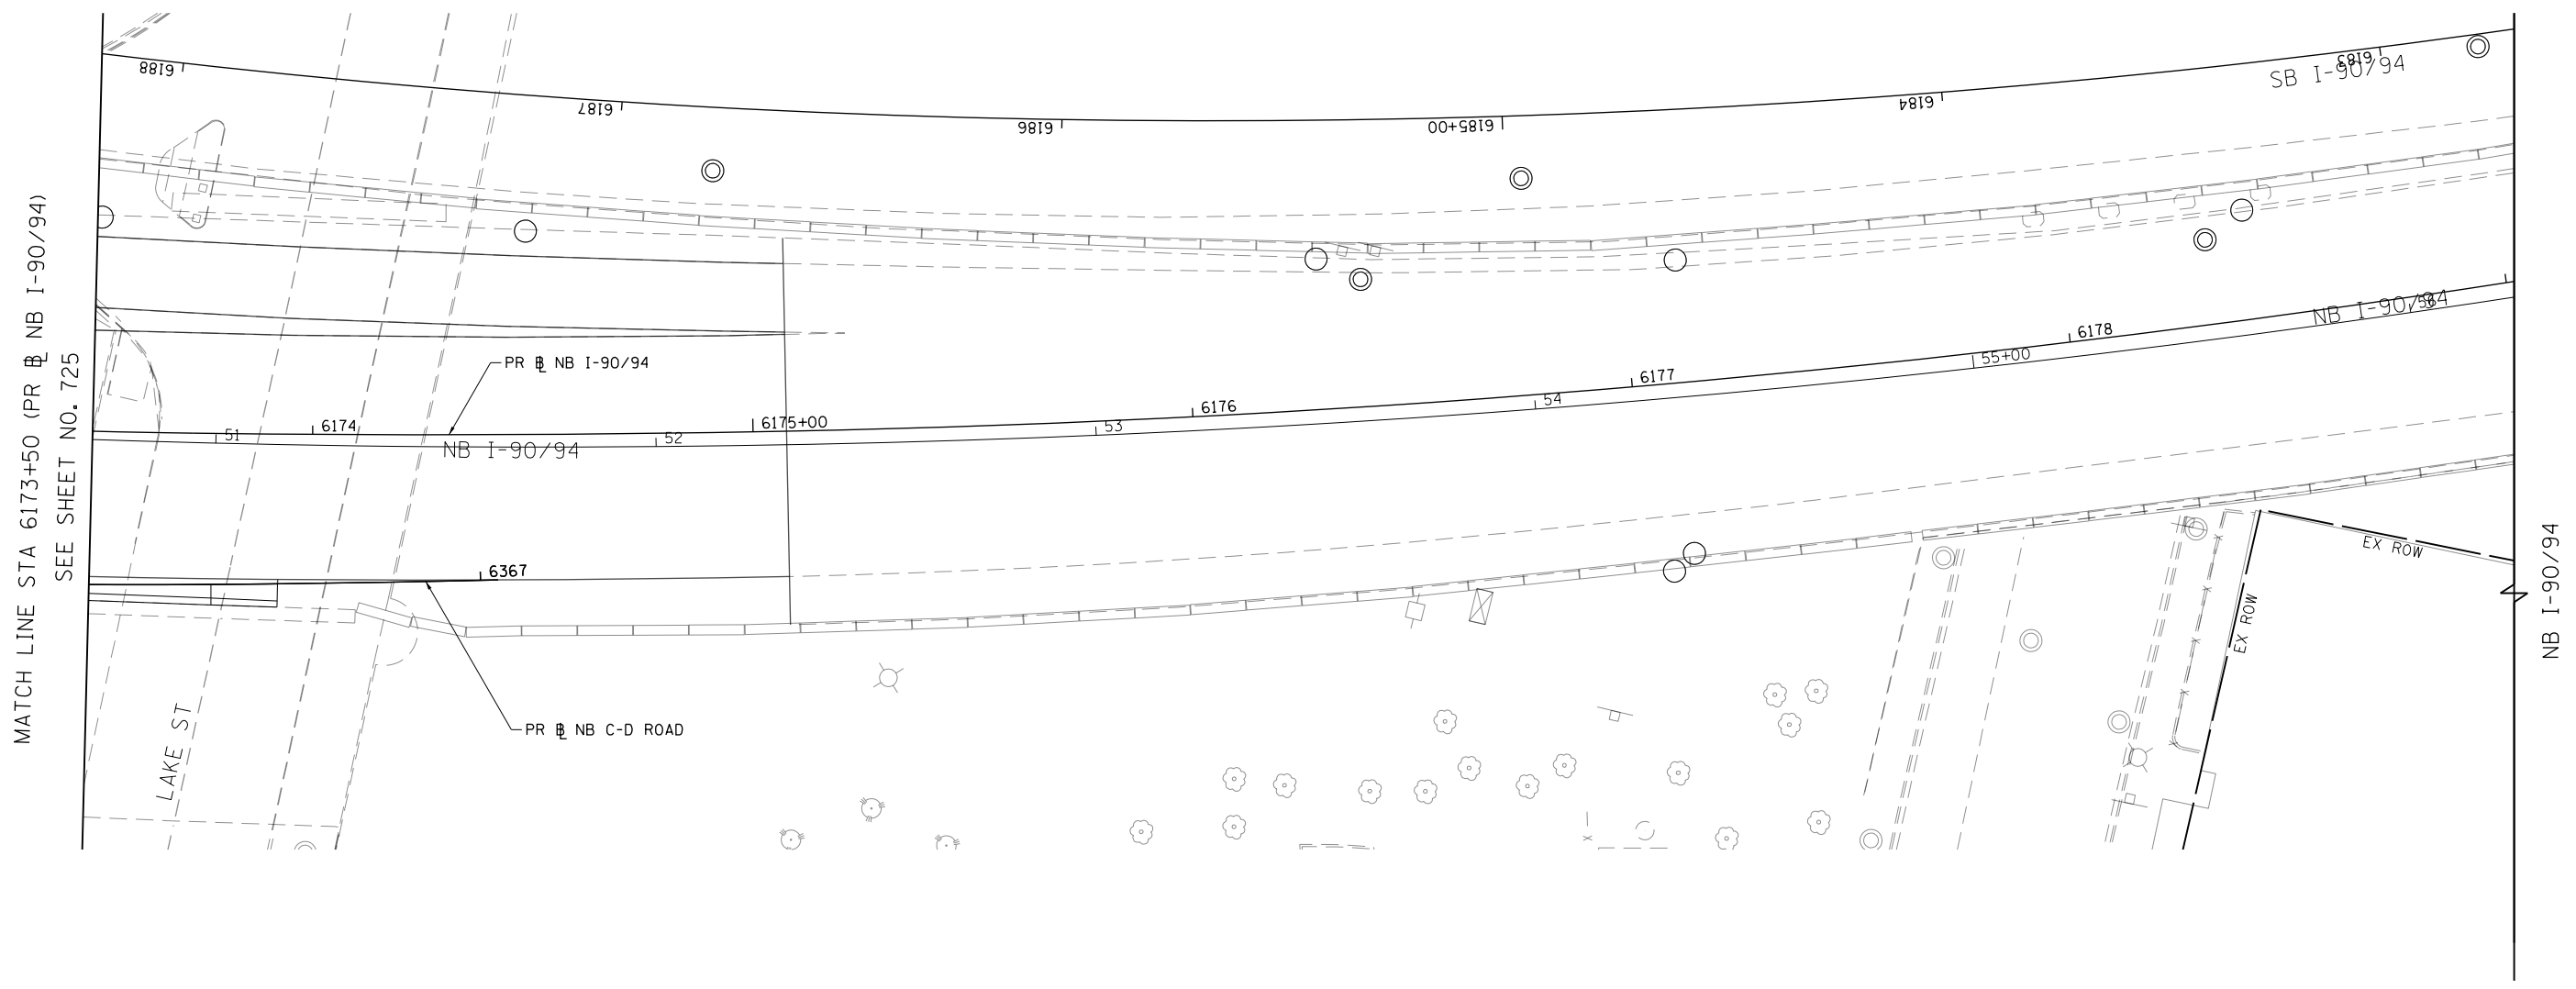 6188
6187
6186
6185+00
6184
6183
SB I-90/94
MATCH LINE STA 6173+50 (PR ⅊ NB I-90/94)
SEE SHEET NO. 725
PR ⅊ NB I-90/94
51
6174
NB I-90/94
52
6175+00
53
6176
54
6177
55+00
6178
NB I-90/94
56
6367
PR ⅊ NB C-D ROAD
LAKE ST
EX ROW
EX ROW
NB I-90/94